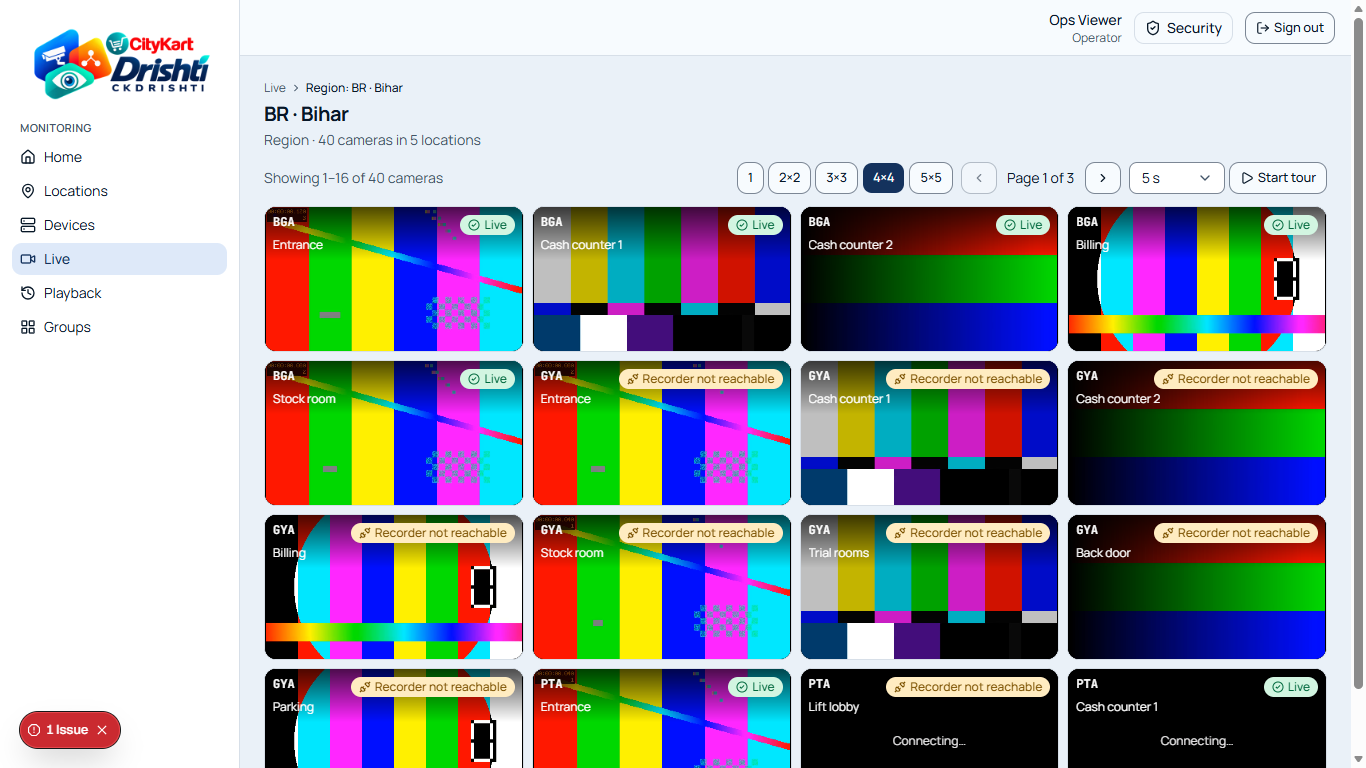 CityKart
Drishti
CKDRISHTI
MONITORING
Home
Locations
Devices
Live
Playback
Groups
1 Issue
Ops Viewer
Operator
Security
Sign out
Live > Region: BR · Bihar
BR · Bihar
Region · 40 cameras in 5 locations
Showing 1–16 of 40 cameras
1 2×2 3×3 4×4 5×5 Page 1 of 3 5 s Start tour
BGA Live
Entrance
BGA Live
Cash counter 1
BGA Live
Cash counter 2
BGA Live
Billing
BGA Live
Stock room
GYA Recorder not reachable
Entrance
GYA Recorder not reachable
Cash counter 1
GYA Recorder not reachable
Cash counter 2
GYA Recorder not reachable
Billing
GYA Recorder not reachable
Stock room
GYA Recorder not reachable
Trial rooms
GYA Recorder not reachable
Back door
GYA Recorder not reachable
Parking
PTA Live
Entrance
PTA Recorder not reachable
Lift lobby
Connecting...
PTA Live
Cash counter 1
Connecting...